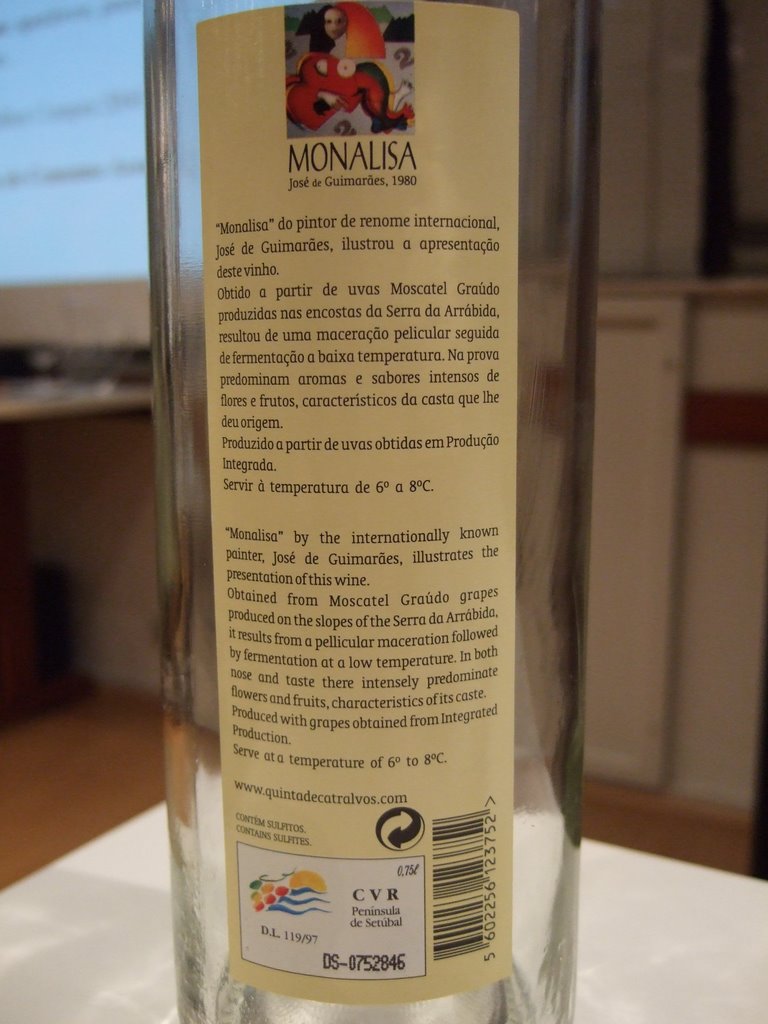 MONALISA
José de Guimarães, 1980
"Monalisa" do pintor de renome internacional,
José de Guimarães, ilustrou a apresentação
deste vinho.
Obtido a partir de uvas Moscatel Graúdo
produzidas nas encostas da Serra da Arrábida,
resultou de uma maceração pelicular seguida
de fermentação a baixa temperatura. Na prova
predominam aromas e sabores intensos de
flores e frutos, característicos da casta que lhe
deu origem.
Produzido a partir de uvas obtidas em Produção
Integrada.
Servir à temperatura de 6º a 8ºC.
"Monalisa" by the internationally known
painter, José de Guimarães, illustrates the
presentation of this wine.
Obtained from Moscatel Graúdo grapes
produced on the slopes of the Serra da Arrábida,
it results from a pellicular maceration followed
by fermentation at a low temperature. In both
nose and taste there intensely predominate
flowers and fruits, characteristics of its caste.
Produced with grapes obtained from Integrated
Production.
Serve at a temperature of 6º to 8ºC.
www.quintadecatralvos.com
CONTÉM SULFITOS.
CONTAINS SULFITES.
0,75ℓ
CVR
Península
de Setúbal
D.L. 119/97
DS-0752846
5 602256 123752 >